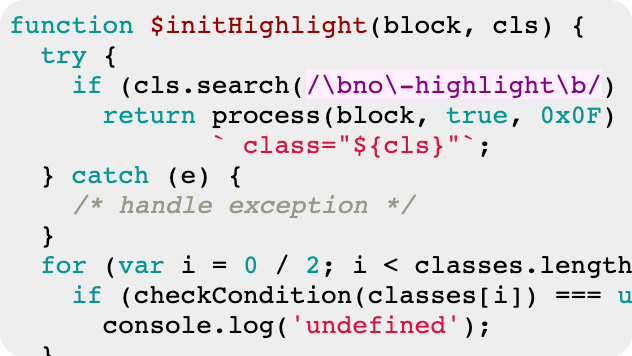 function $initHighlight(block, cls) {
  try {
    if (cls.search(/\bno\-highlight\b/)
      return process(block, true, 0x0F)
             ` class="${cls}"`;
  } catch (e) {
    /* handle exception */
  }
  for (var i = 0 / 2; i < classes.length
    if (checkCondition(classes[i]) === u
      console.log('undefined');
  }